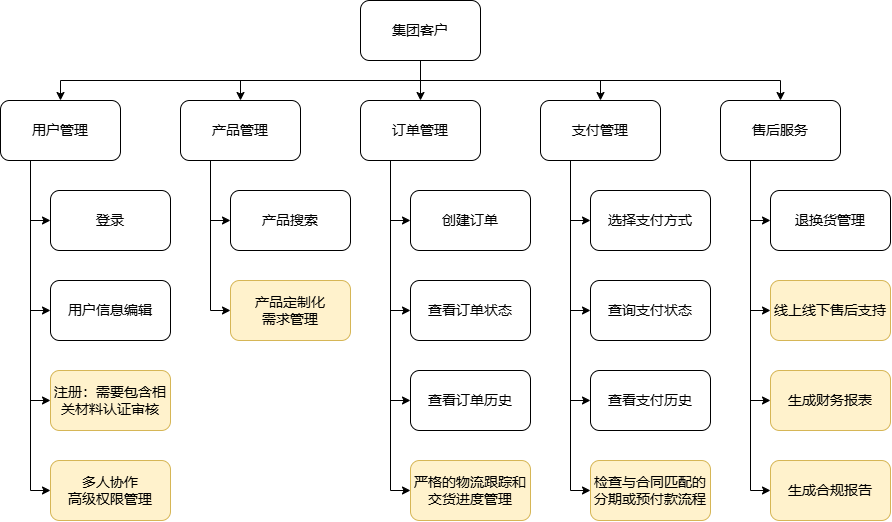 集团客户
用户管理
产品管理
订单管理
支付管理
售后服务
登录
产品搜索
创建订单
选择支付方式
退换货管理
用户信息编辑
产品定制化
需求管理
查看订单状态
查询支付状态
线上线下售后支持
注册：需要包含相
关材料认证审核
查看订单历史
查看支付历史
生成财务报表
多人协作
高级权限管理
严格的物流跟踪和
交货进度管理
检查与合同匹配的
分期或预付款流程
生成合规报告